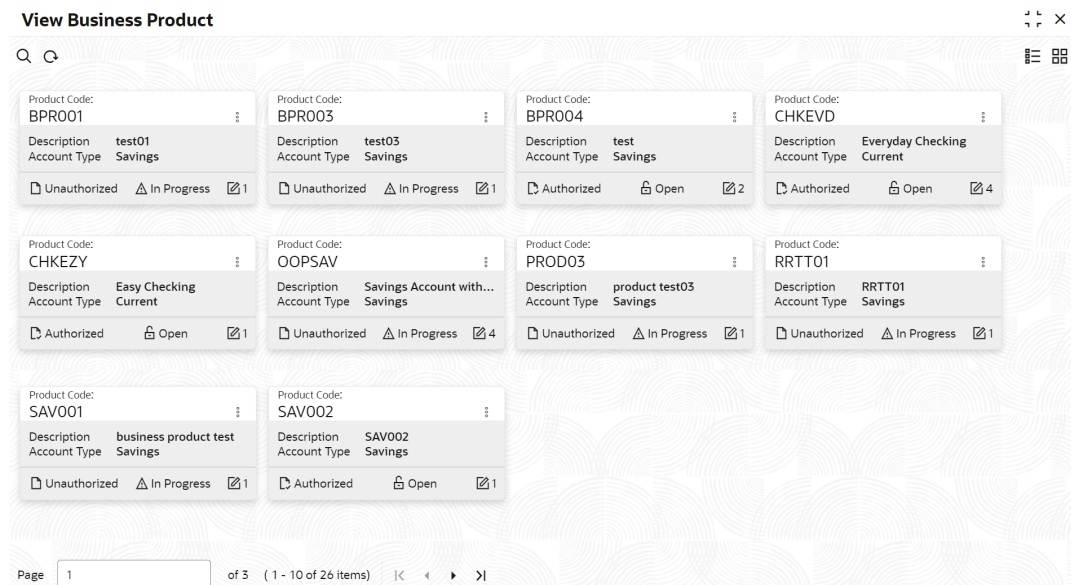 View Business Product
Product Code:
BPR001
Description test01
Account Type Savings
Unauthorized In Progress 1
Product Code:
BPR003
Description test03
Account Type Savings
Unauthorized In Progress 1
Product Code:
BPR004
Description test
Account Type Savings
Authorized Open 2
Product Code:
CHKEVD
Description Everyday Checking
Account Type Current
Authorized Open 4
Product Code:
CHKEZY
Description Easy Checking
Account Type Current
Authorized Open 1
Product Code:
OOPSAV
Description Savings Account with...
Account Type Savings
Unauthorized In Progress 4
Product Code:
PROD03
Description product test03
Account Type Savings
Unauthorized In Progress 1
Product Code:
RRTT01
Description RRTT01
Account Type Savings
Unauthorized In Progress 1
Product Code:
SAV001
Description business product test
Account Type Savings
Unauthorized In Progress 1
Product Code:
SAV002
Description SAV002
Account Type Savings
Authorized Open 1
Page 1 of 3 ( 1 - 10 of 26 items)